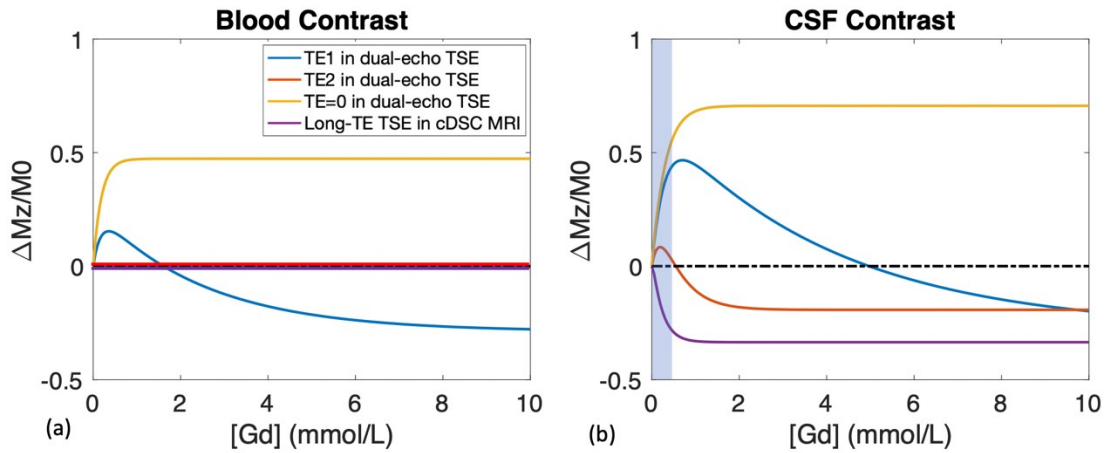 Blood Contrast
1
0.5
0
-0.5
ΔMz/M0
TE1 in dual-echo TSE
TE2 in dual-echo TSE
TE=0 in dual-echo TSE
Long-TE TSE in cDSC MRI
0 2 4 6 8 10
[Gd] (mmol/L)
(a)
CSF Contrast
1
0.5
0
-0.5
ΔMz/M0
0 2 4 6 8 10
[Gd] (mmol/L)
(b)